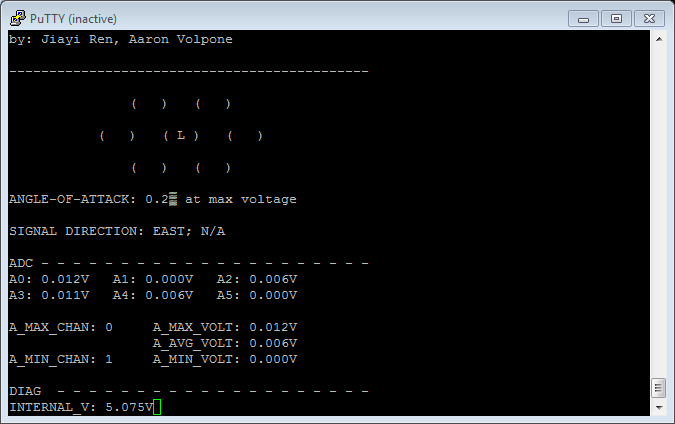 PuTTY (inactive)
by: Jiayi Ren, Aaron Volpone
---------------------------------------------
( ) ( )
( ) ( L ) ( )
( ) ( )
ANGLE-OF-ATTACK: 0.2▒ at max voltage
SIGNAL DIRECTION: EAST; N/A
ADC - - - - - - - - - - - - - - - - - - - - -
A0: 0.012V A1: 0.000V A2: 0.006V
A3: 0.011V A4: 0.006V A5: 0.000V
A_MAX_CHAN: 0 A_MAX_VOLT: 0.012V
A_AVG_VOLT: 0.006V
A_MIN_CHAN: 1 A_MIN_VOLT: 0.000V
DIAG - - - - - - - - - - - - - - - - - - - -
INTERNAL_V: 5.075V